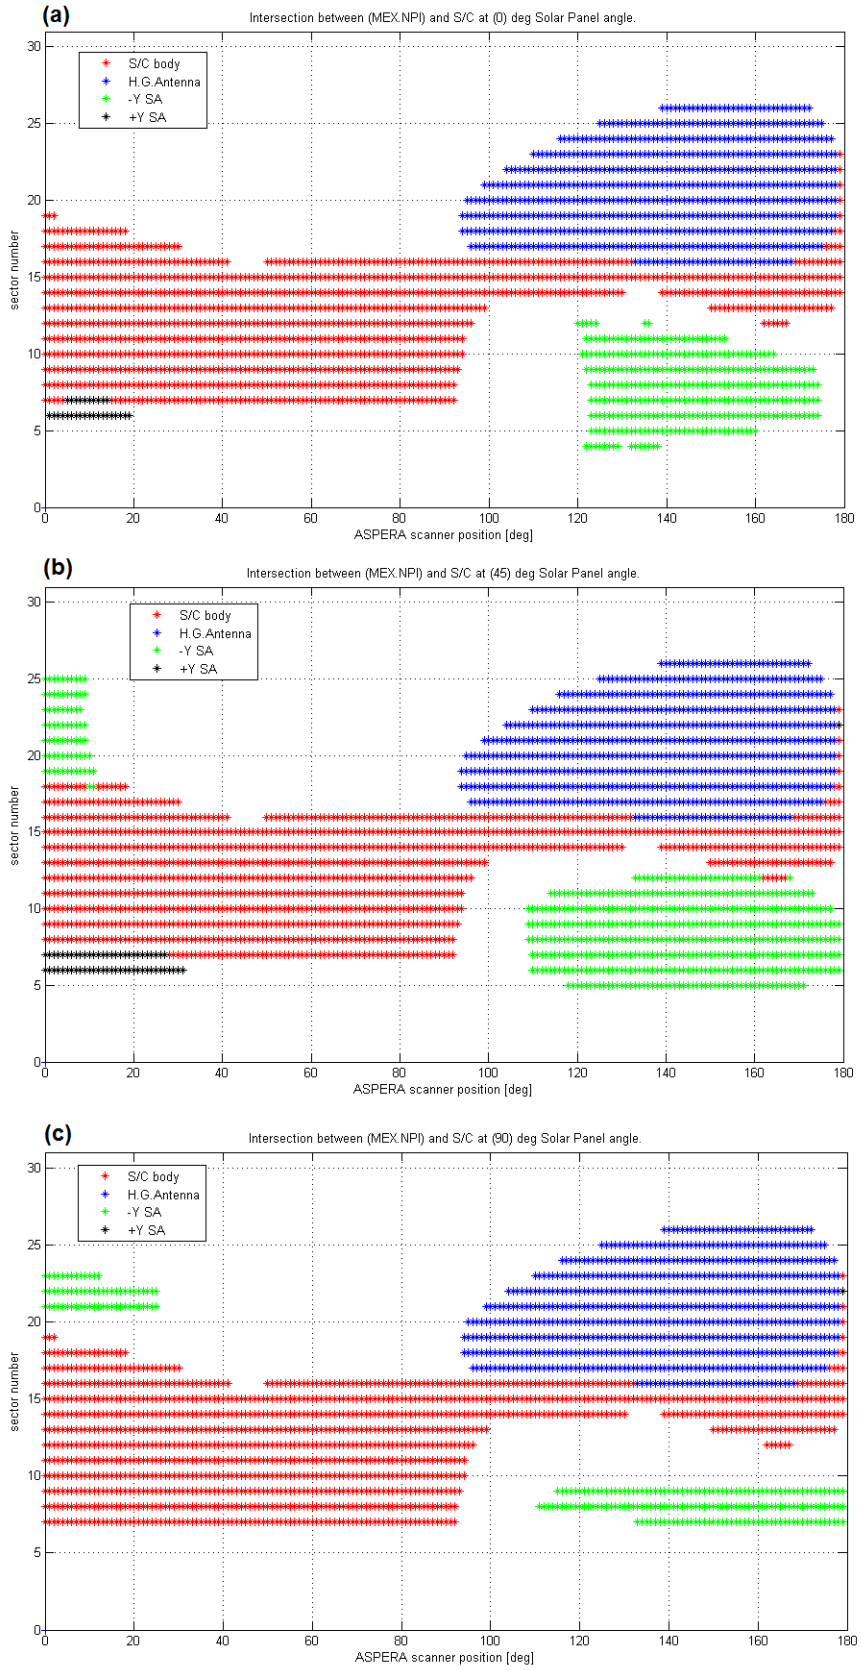 (a)
Intersection between (MEX.NPI) and S/C at (0) deg Solar Panel angle.
30
25
20
15
10
5
0
sector number
S/C body
H.G.Antenna
-Y SA
+Y SA
0 20 40 60 80 100 120 140 160 180
ASPERA scanner position [deg]
(b)
Intersection between (MEX.NPI) and S/C at (45) deg Solar Panel angle.
30
25
20
15
10
5
0
sector number
S/C body
H.G.Antenna
-Y SA
+Y SA
0 20 40 60 80 100 120 140 160 180
ASPERA scanner position [deg]
(c)
Intersection between (MEX.NPI) and S/C at (90) deg Solar Panel angle.
30
25
20
15
10
5
0
sector number
S/C body
H.G.Antenna
-Y SA
+Y SA
0 20 40 60 80 100 120 140 160 180
ASPERA scanner position [deg]